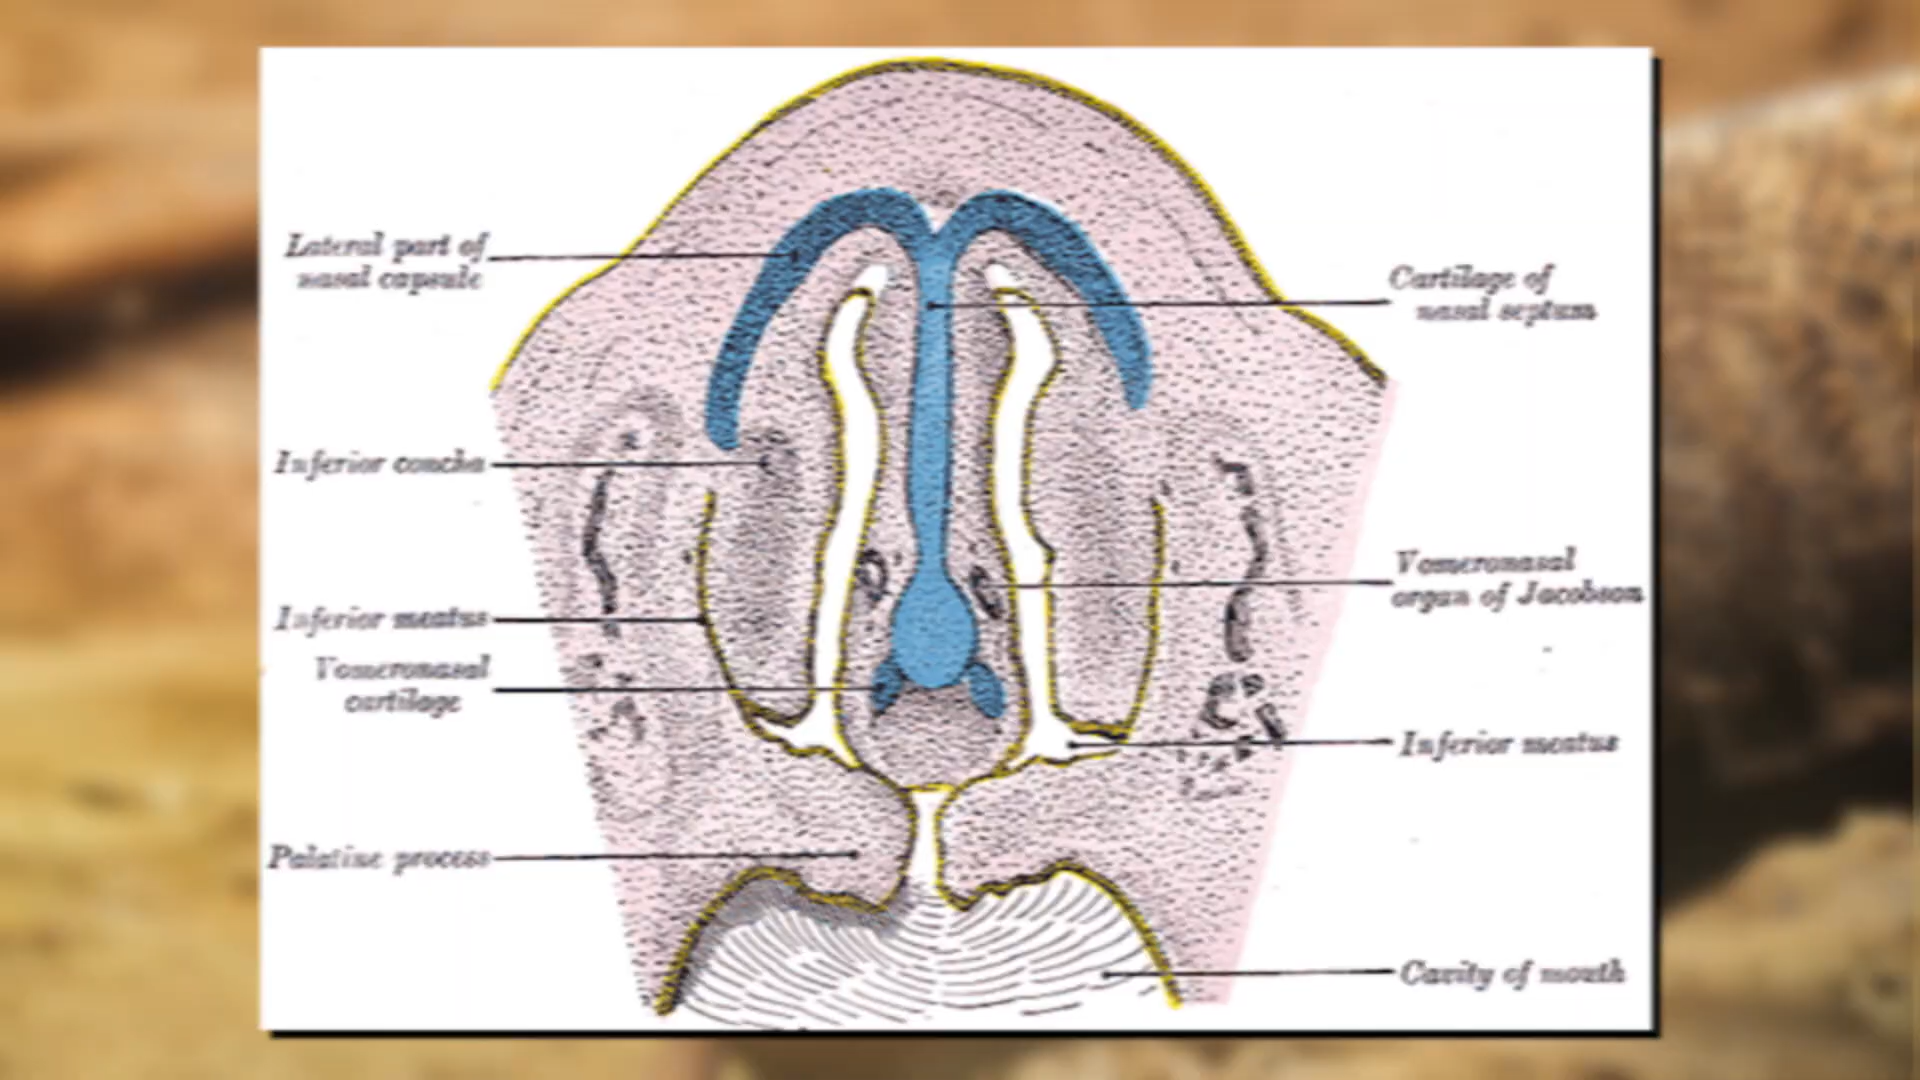 Lateral part of
nasal capsule
Cartilage of
nasal septum
Inferior concha
Vomeronasal
organ of Jacobson
Inferior meatus
Vomeronasal
cartilage
Inferior meatus
Palatine process
Cavity of mouth